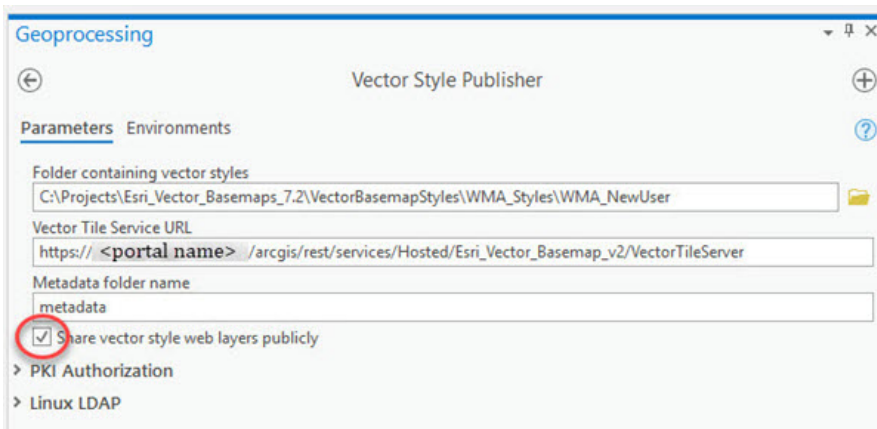 Geoprocessing
Vector Style Publisher
Parameters Environments
Folder containing vector styles
C:\Projects\Esri_Vector_Basemaps_7.2\VectorBasemapStyles\WMA_Styles\WMA_NewUser
Vector Tile Service URL
https:// <portal name> /arcgis/rest/services/Hosted/Esri_Vector_Basemap_v2/VectorTileServer
Metadata folder name
metadata
Share vector style web layers publicly
PKI Authorization
Linux LDAP